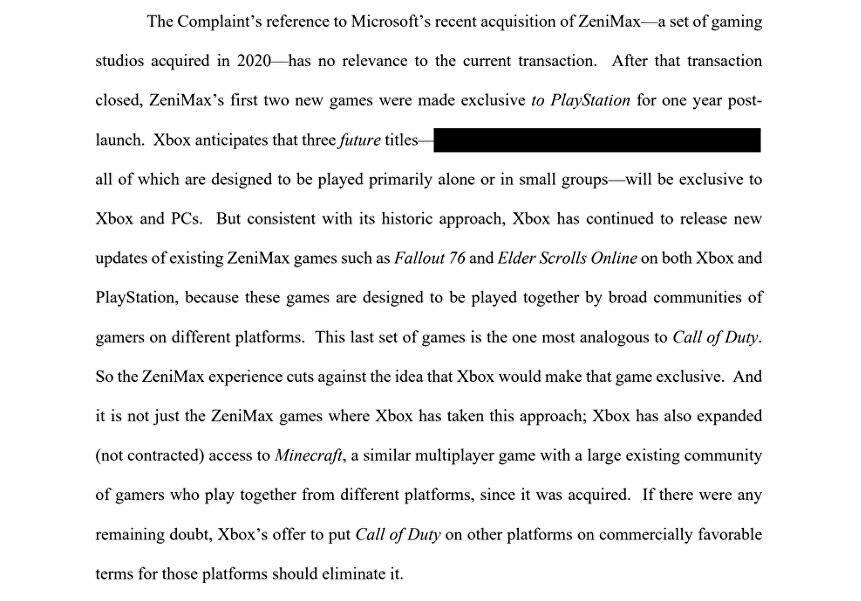 The Complaint’s reference to Microsoft’s recent acquisition of ZeniMax—a set of gaming
studios acquired in 2020—has no relevance to the current transaction. After that transaction
closed, ZeniMax’s first two new games were made exclusive to PlayStation for one year post-
launch. Xbox anticipates that three future titles—
all of which are designed to be played primarily alone or in small groups—will be exclusive to
Xbox and PCs. But consistent with its historic approach, Xbox has continued to release new
updates of existing ZeniMax games such as Fallout 76 and Elder Scrolls Online on both Xbox and
PlayStation, because these games are designed to be played together by broad communities of
gamers on different platforms. This last set of games is the one most analogous to Call of Duty.
So the ZeniMax experience cuts against the idea that Xbox would make that game exclusive. And
it is not just the ZeniMax games where Xbox has taken this approach; Xbox has also expanded
(not contracted) access to Minecraft, a similar multiplayer game with a large existing community
of gamers who play together from different platforms, since it was acquired. If there were any
remaining doubt, Xbox’s offer to put Call of Duty on other platforms on commercially favorable
terms for those platforms should eliminate it.